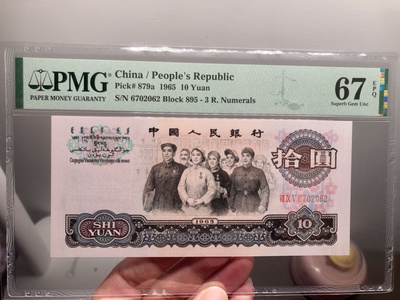 PMG
PAPER MONEY GUARANTY
China / People's Republic
Pick# 879a 1965 10 Yuan
S/N 6702062 Block 895 - 3 R. Numerals
67 EPQ
Superb Gem Unc
中國人民銀行
拾圓
6702062
1965
SHI
YUAN
10